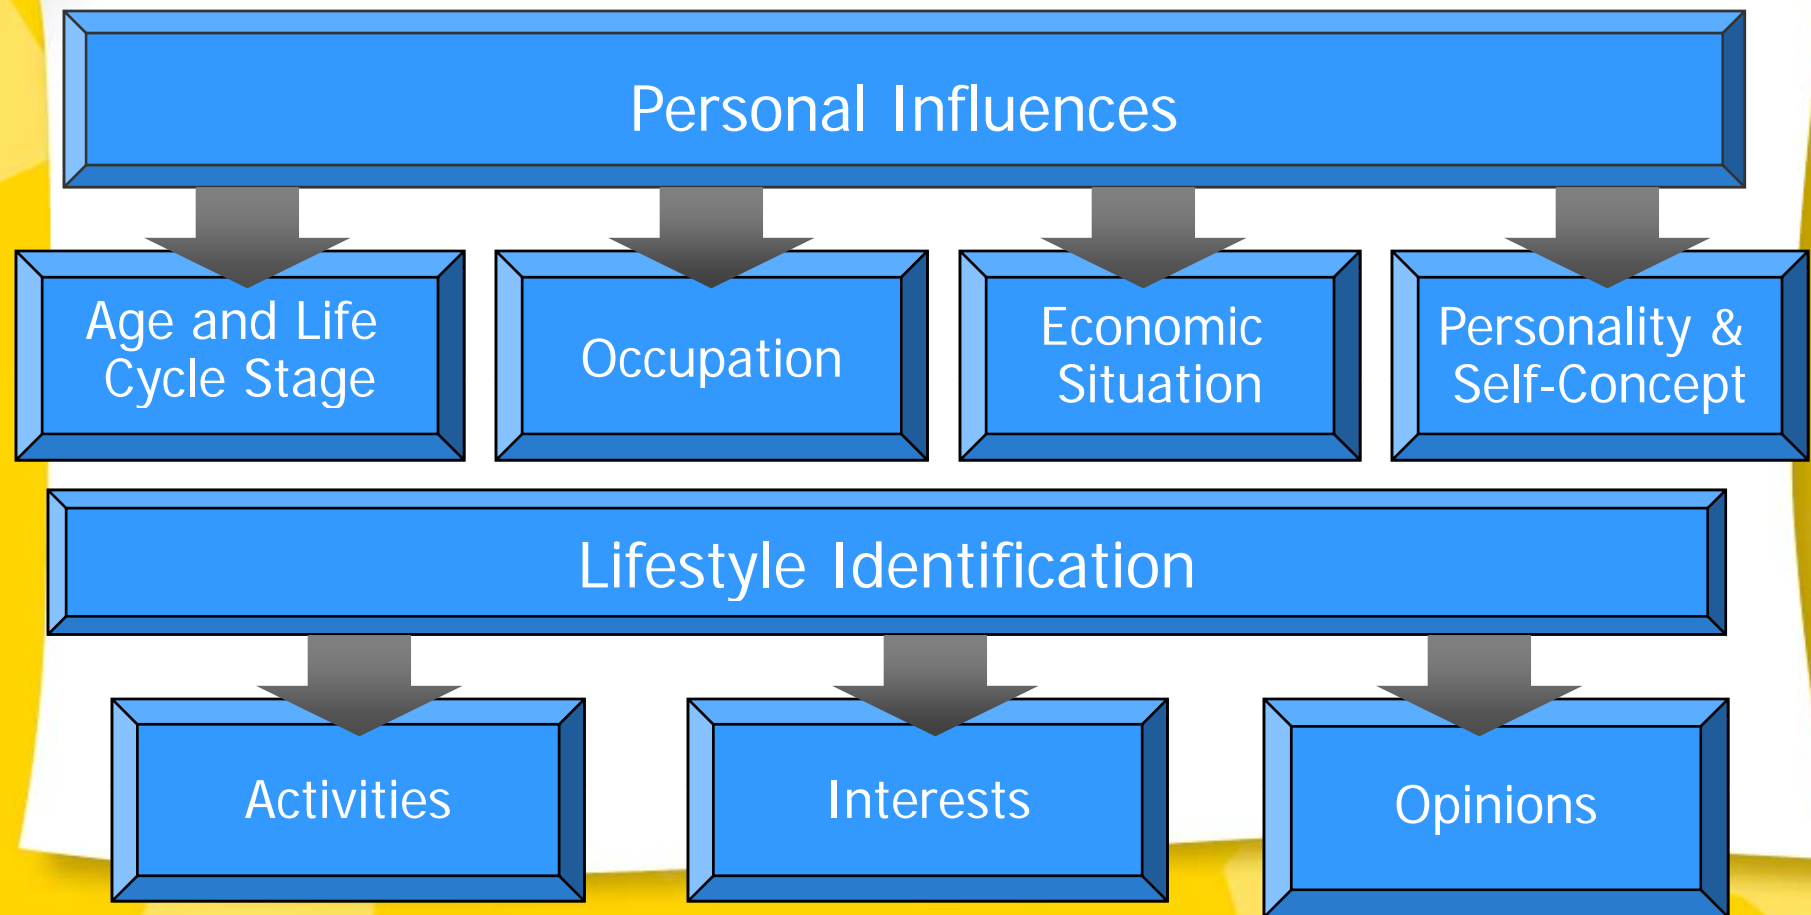 Personal Influences
Age and Life
Cycle Stage
Occupation
Economic
Situation
Personality &
Self-Concept
Lifestyle Identification
Activities
Interests
Opinions